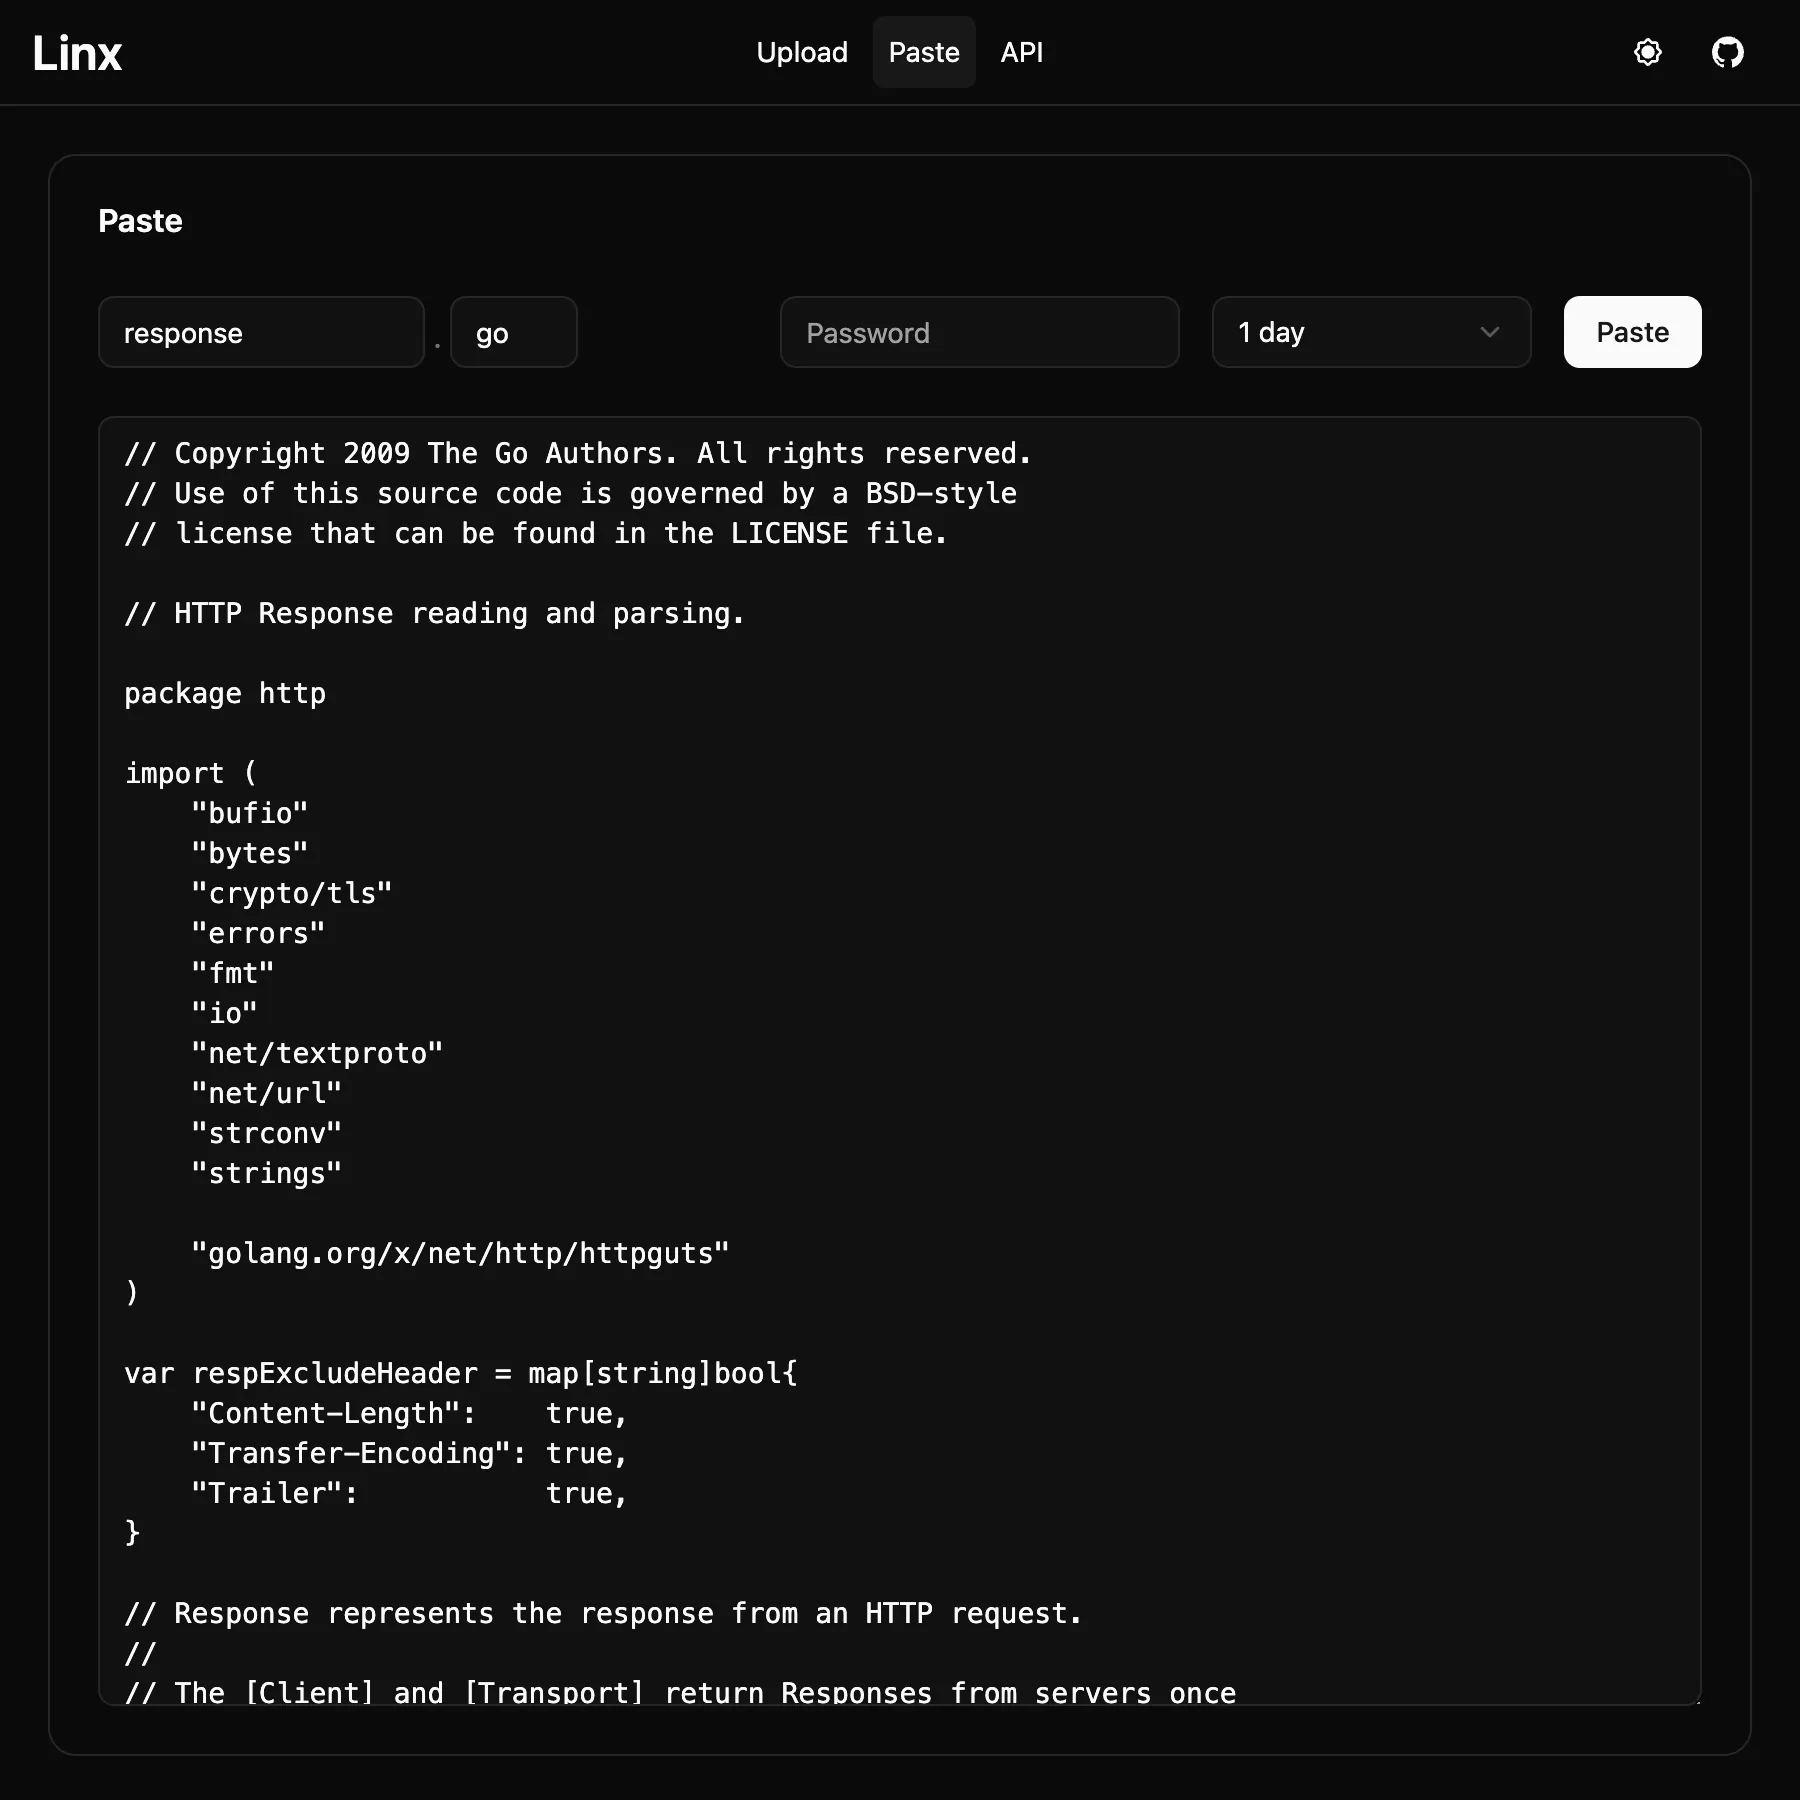 Linx
Upload Paste API
Paste
response . go Password 1 day Paste
// Copyright 2009 The Go Authors. All rights reserved.
// Use of this source code is governed by a BSD-style
// license that can be found in the LICENSE file.

// HTTP Response reading and parsing.

package http

import (
    "bufio"
    "bytes"
    "crypto/tls"
    "errors"
    "fmt"
    "io"
    "net/textproto"
    "net/url"
    "strconv"
    "strings"

    "golang.org/x/net/http/httpguts"
)

var respExcludeHeader = map[string]bool{
    "Content-Length":    true,
    "Transfer-Encoding": true,
    "Trailer":           true,
}

// Response represents the response from an HTTP request.
//
// The [Client] and [Transport] return Responses from servers once